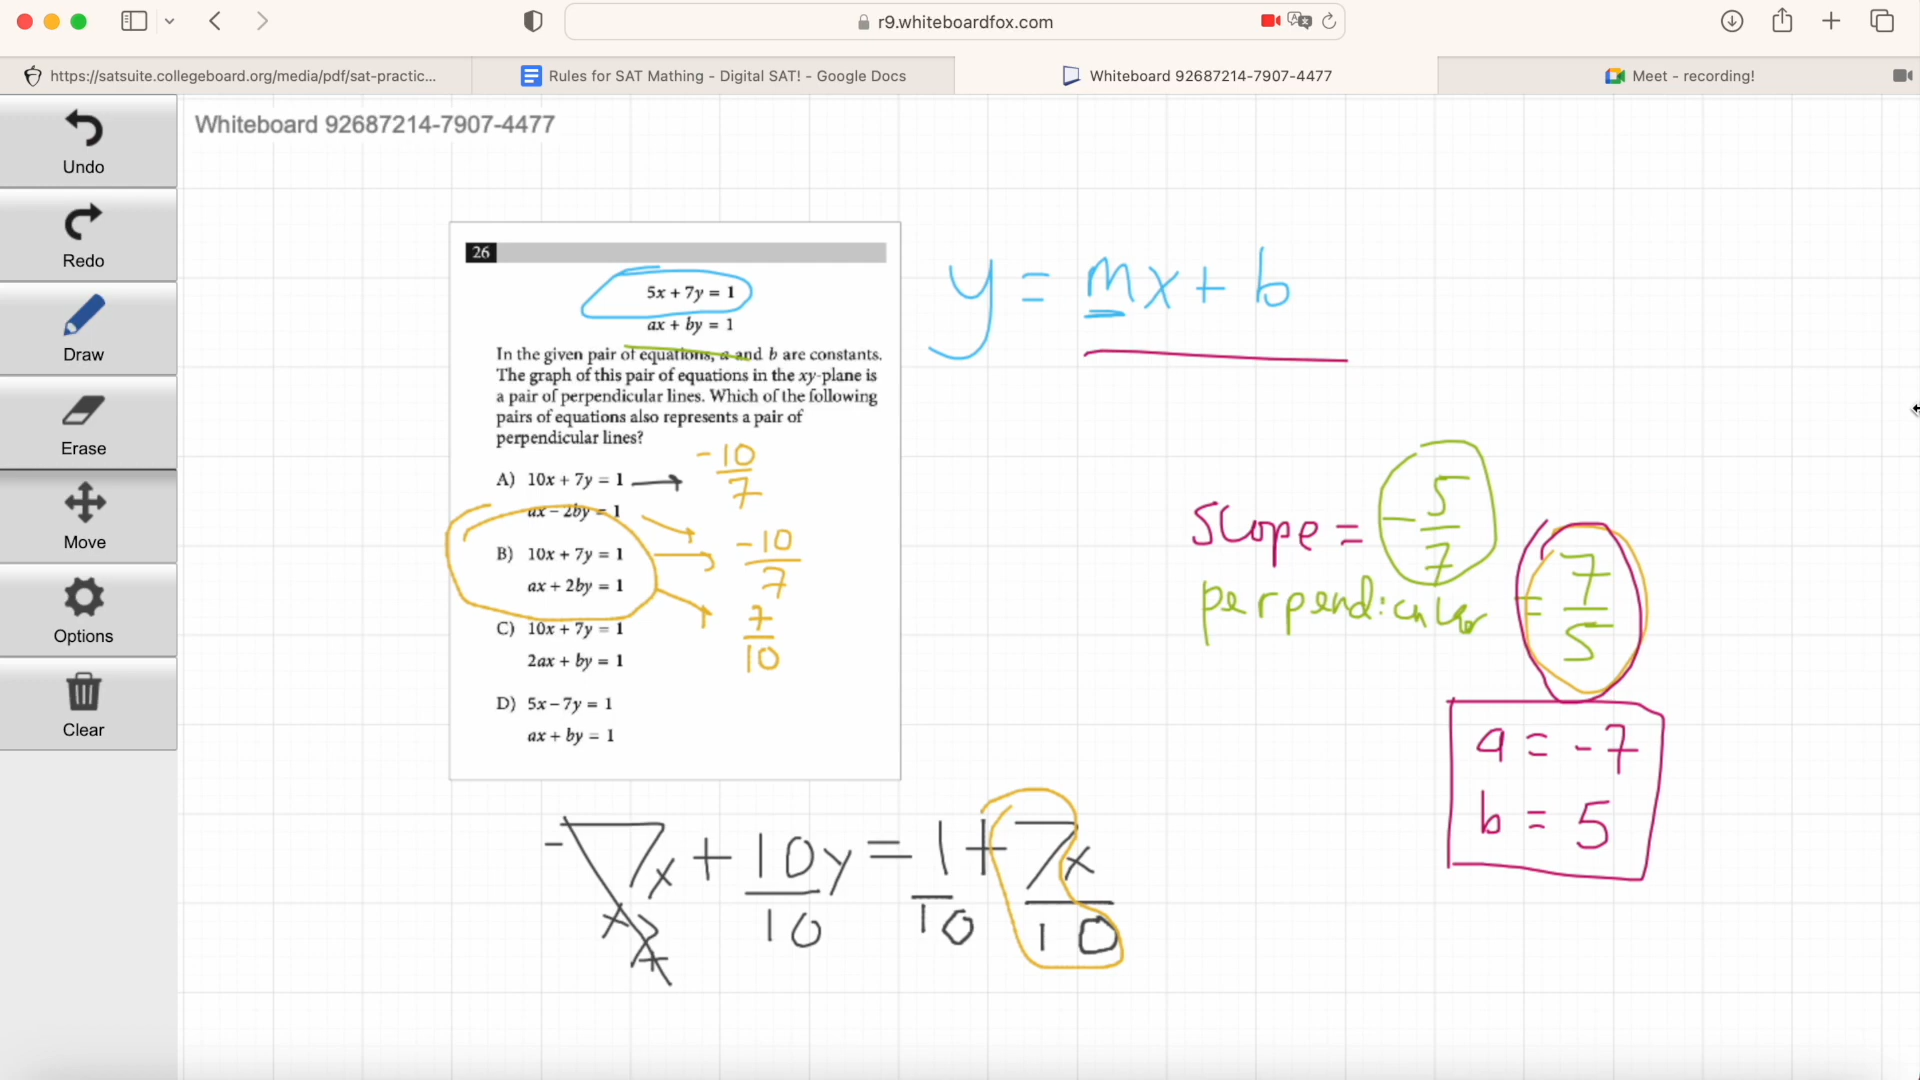 r9.whiteboardfox.com
https://satsuite.collegeboard.org/media/pdf/sat-practic...
Rules for SAT Mathing - Digital SAT! - Google Docs
Whiteboard 92687214-7907-4477
Meet - recording!
Undo
Redo
Draw
Erase
Move
Options
Clear
Whiteboard 92687214-7907-4477
26
5x + 7y = 1
ax + by = 1
In the given pair of equations, a and b are constants.
The graph of this pair of equations in the xy-plane is
a pair of perpendicular lines. Which of the following
pairs of equations also represents a pair of
perpendicular lines?
A) 10x + 7y = 1
ax − 2by = 1
B) 10x + 7y = 1
ax + 2by = 1
C) 10x + 7y = 1
2ax + by = 1
D) 5x − 7y = 1
ax + by = 1
-10
7
-10
7
7
10
y = mx + b
slope = -5/7
perpendicular = 7/5
a = -7
b = 5
-7x + 10y = 1 + 7x
10 10 10